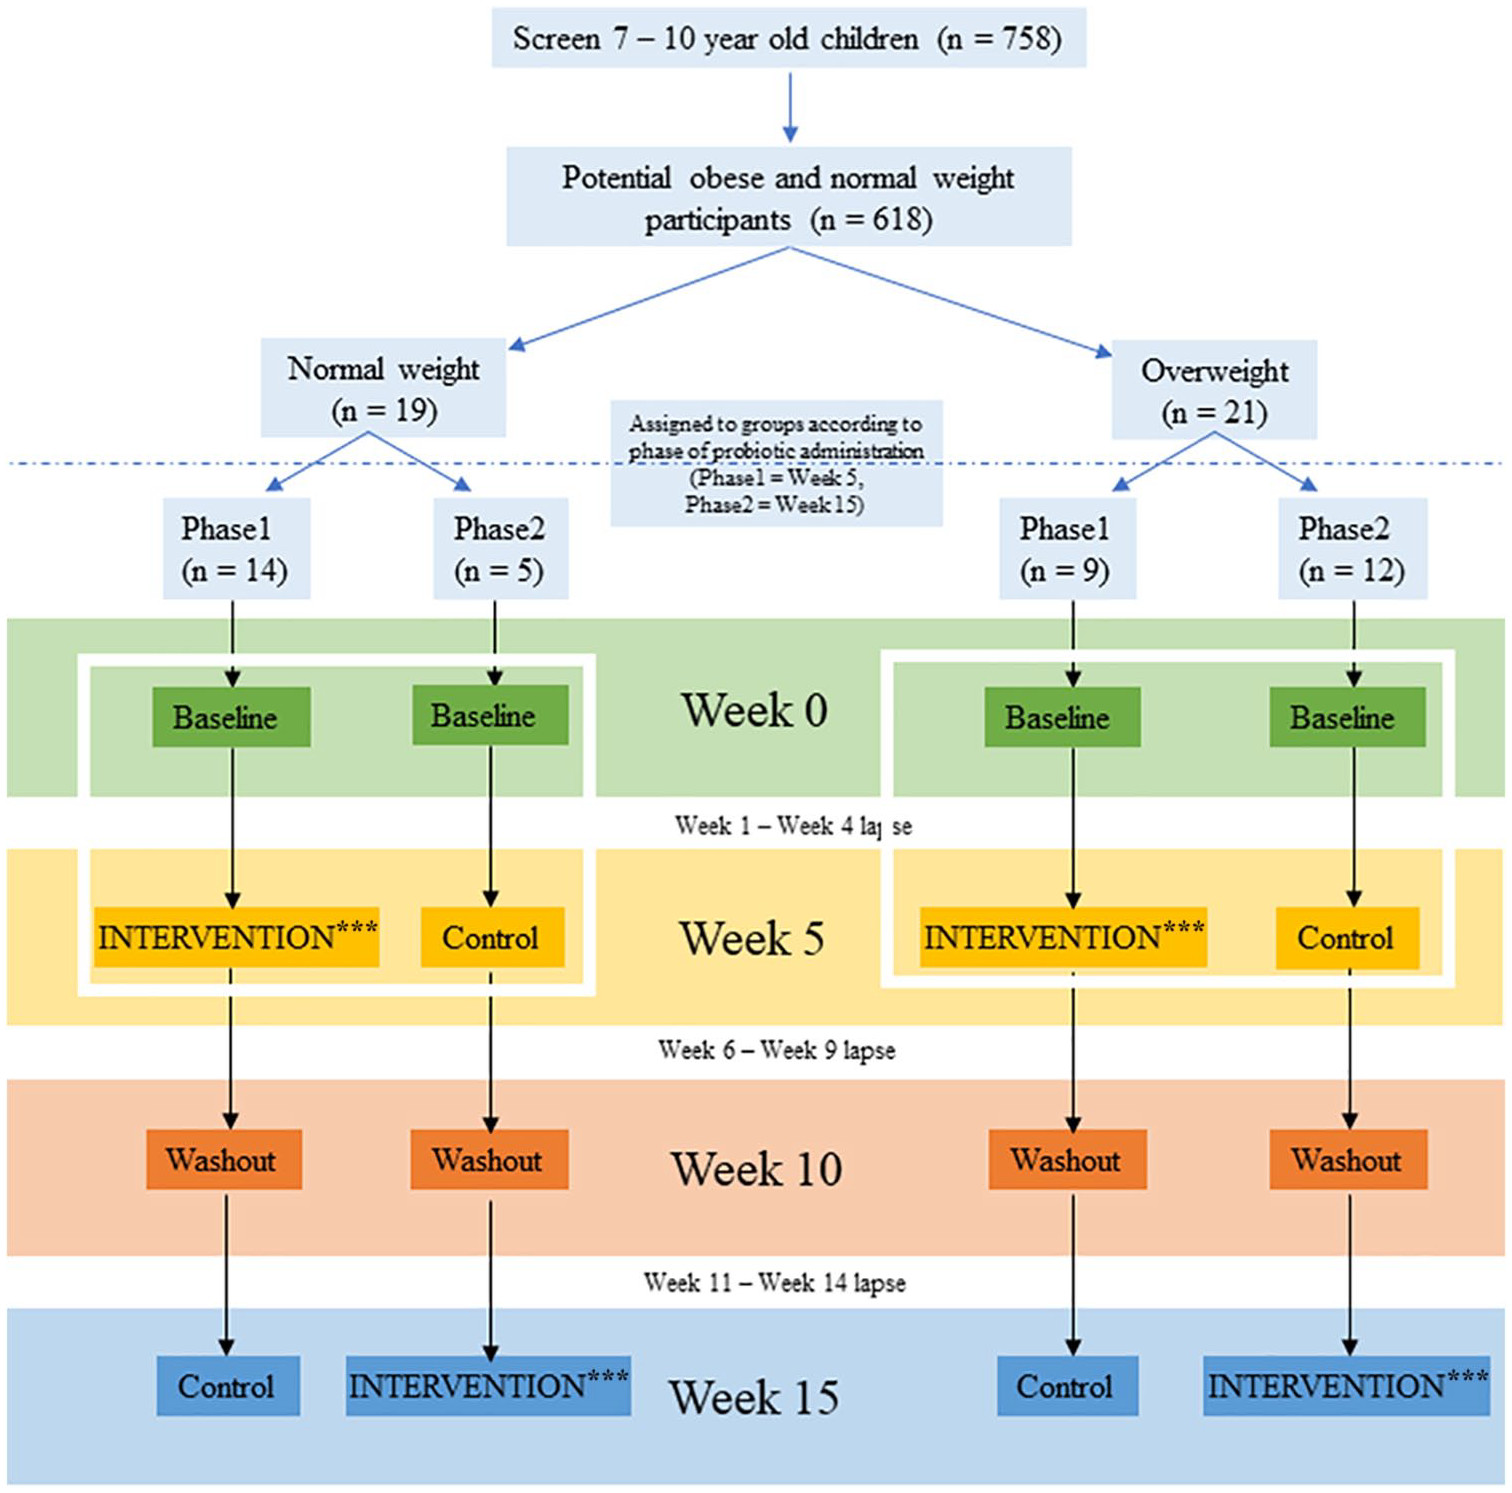 Screen 7 – 10 year old children (n = 758)
Potential obese and normal weight
participants (n = 618)
Normal weight
(n = 19)
Overweight
(n = 21)
Assigned to groups according to
phase of probiotic administration
(Phase1 = Week 5,
Phase2 = Week 15)
Phase1
(n = 14)
Phase2
(n = 5)
Phase1
(n = 9)
Phase2
(n = 12)
Baseline
Baseline
Week 0
Baseline
Baseline
Week 1 – Week 4 lapse
INTERVENTION***
Control
Week 5
INTERVENTION***
Control
Week 6 – Week 9 lapse
Washout
Washout
Week 10
Washout
Washout
Week 11 – Week 14 lapse
Control
INTERVENTION***
Week 15
Control
INTERVENTION***